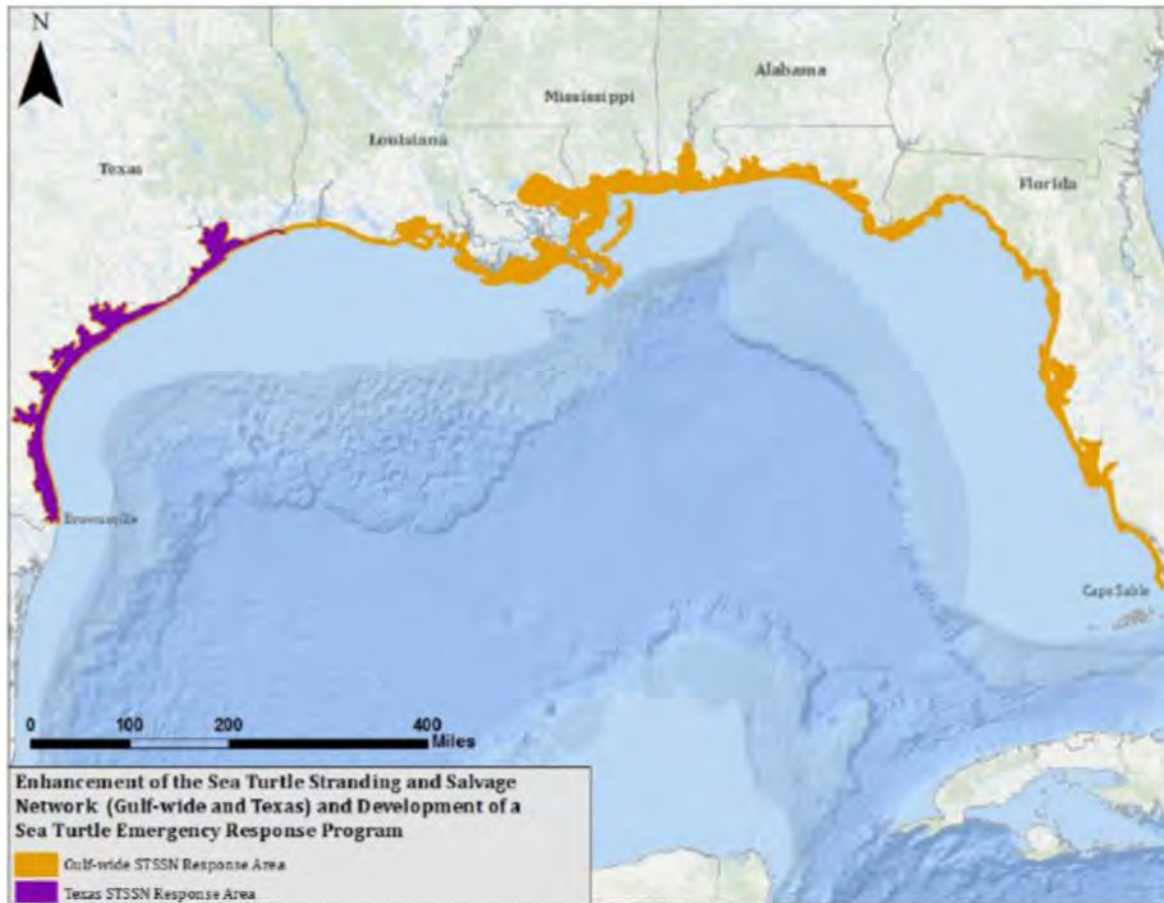 N
Alabama
Mississippi
Louisiana
Texas
Florida
Brownsville
Cape Sable
0 100 200 400
Miles
Enhancement of the Sea Turtle Stranding and Salvage
Network (Gulf-wide and Texas) and Development of a
Sea Turtle Emergency Response Program
Gulf-wide STSSN Response Area
Texas STSSN Response Area